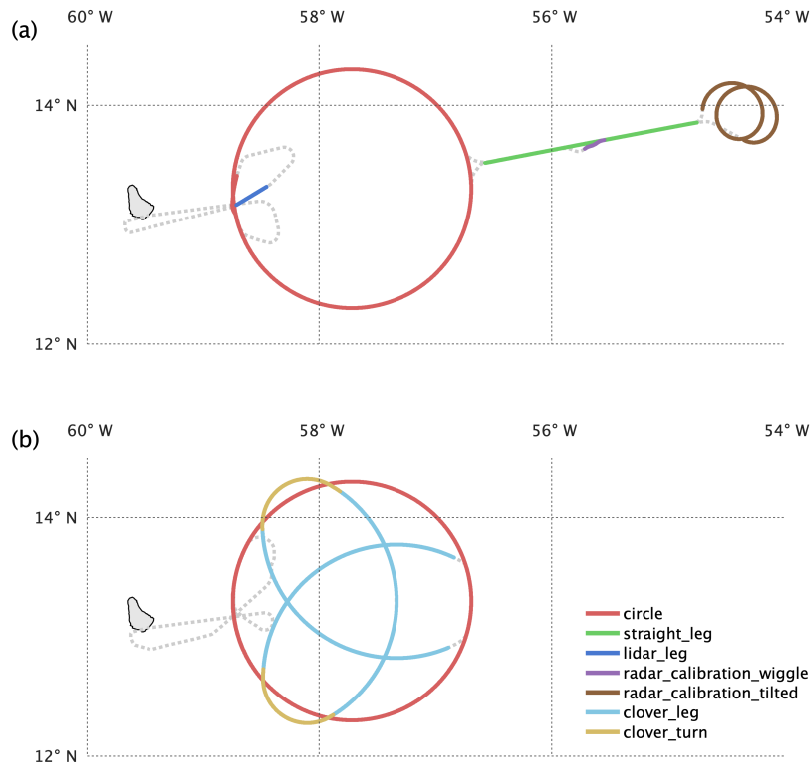 60° W 58° W 56° W 54° W
(a)
14° N
12° N
60° W 58° W 56° W 54° W
(b)
14° N
circle
straight_leg
lidar_leg
radar_calibration_wiggle
radar_calibration_tilted
clover_leg
clover_turn
12° N